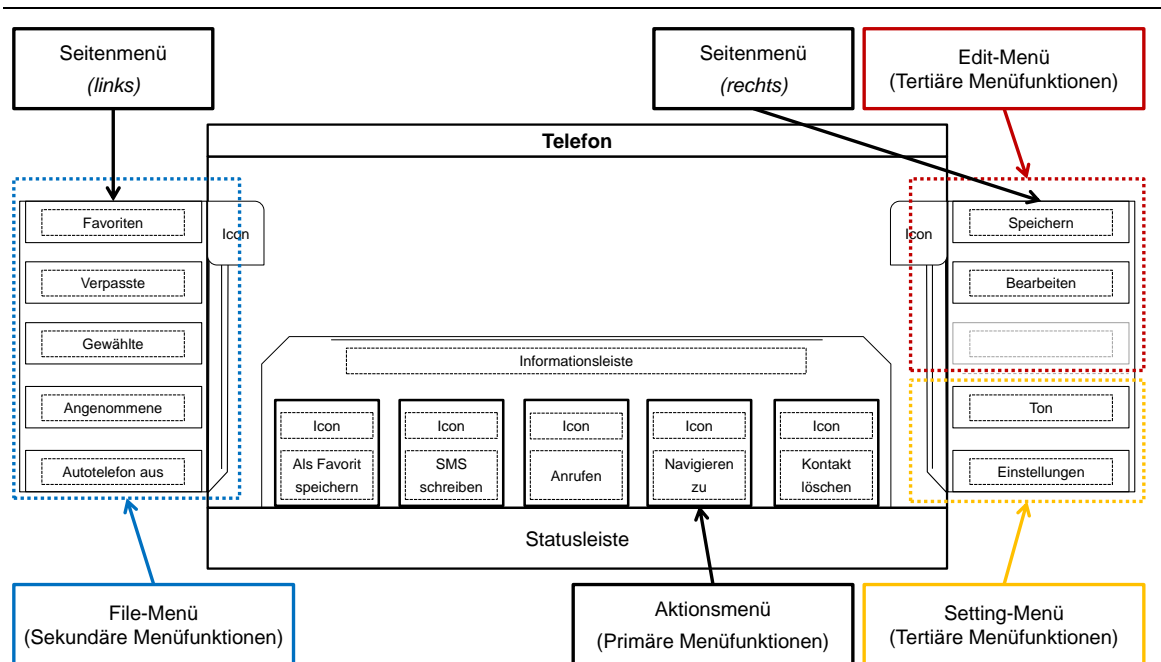 Seitenmenü
(links)
Seitenmenü
(rechts)
Edit-Menü
(Tertiäre Menüfunktionen)
Telefon
Favoriten
Icon
Icon
Speichern
Verpasste
Bearbeiten
Gewählte
Informationsleiste
Angenommene
Ton
Icon
Icon
Icon
Icon
Icon
Als Favorit
speichern
SMS
schreiben
Anrufen
Navigieren
zu
Kontakt
löschen
Autotelefon aus
Einstellungen
Statusleiste
File-Menü
(Sekundäre Menüfunktionen)
Aktionsmenü
(Primäre Menüfunktionen)
Setting-Menü
(Tertiäre Menüfunktionen)